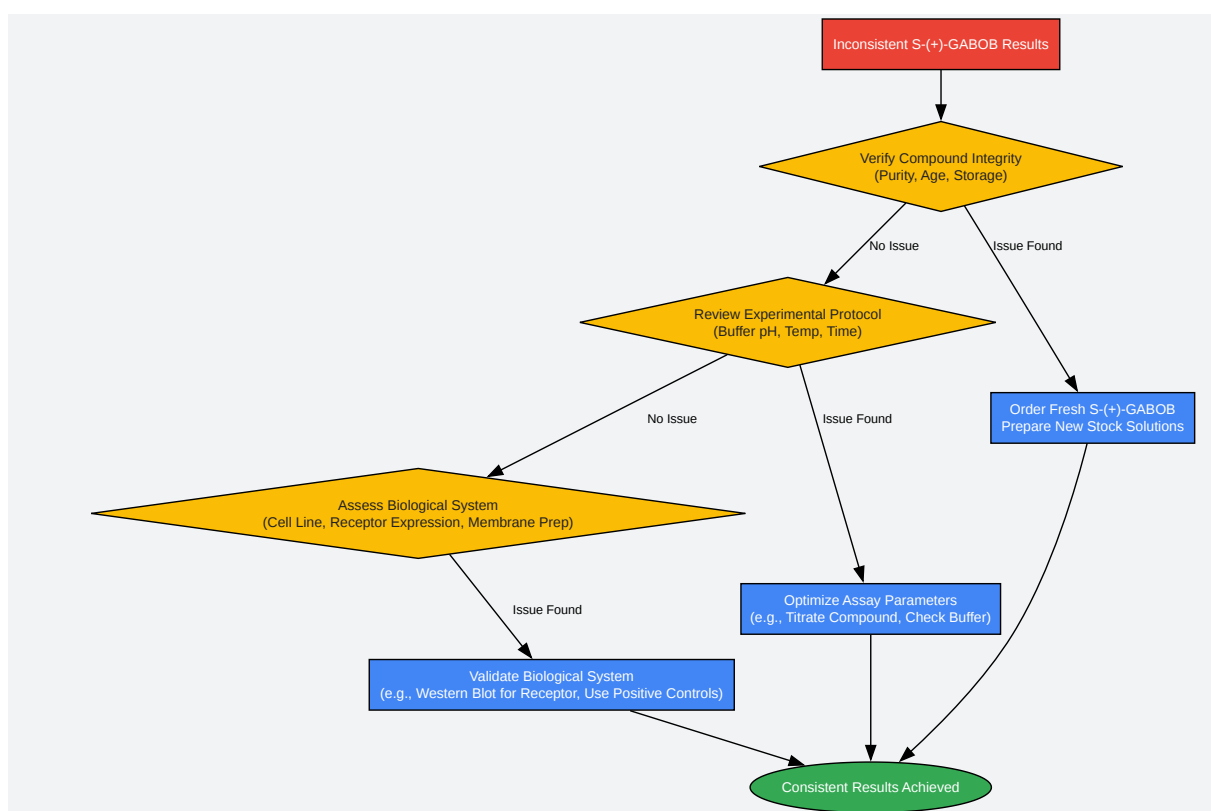 Inconsistent S-(+)-GABOB Results
Verify Compound Integrity
(Purity, Age, Storage)
No Issue
Issue Found
Review Experimental Protocol
(Buffer pH, Temp, Time)
No Issue
Issue Found
Order Fresh S-(+)-GABOB
Prepare New Stock Solutions
Assess Biological System
(Cell Line, Receptor Expression, Membrane Prep)
Issue Found
Optimize Assay Parameters
(e.g., Titrate Compound, Check Buffer)
Validate Biological System
(e.g., Western Blot for Receptor, Use Positive Controls)
Consistent Results Achieved